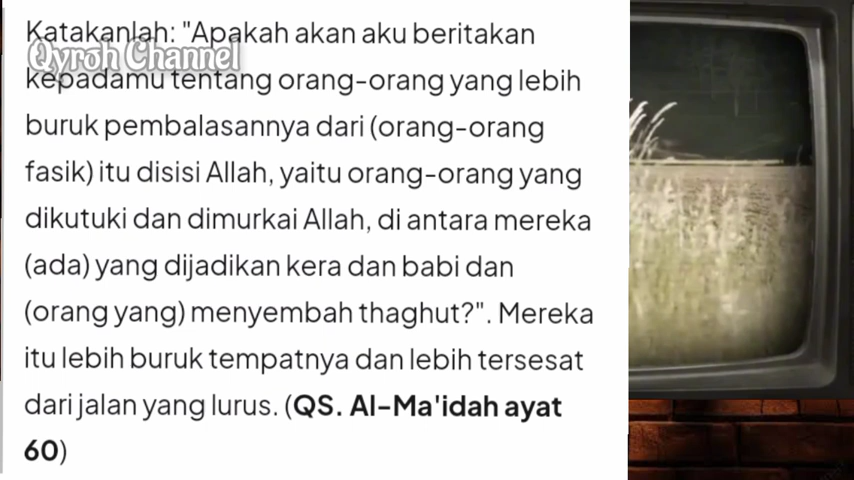 Katakanlah: "Apakah akan aku beritakan
Qyroh Channel
kepadamu tentang orang-orang yang lebih
buruk pembalasannya dari (orang-orang
fasik) itu disisi Allah, yaitu orang-orang yang
dikutuki dan dimurkai Allah, di antara mereka
(ada) yang dijadikan kera dan babi dan
(orang yang) menyembah thaghut?". Mereka
itu lebih buruk tempatnya dan lebih tersesat
dari jalan yang lurus. (QS. Al-Ma'idah ayat
60)